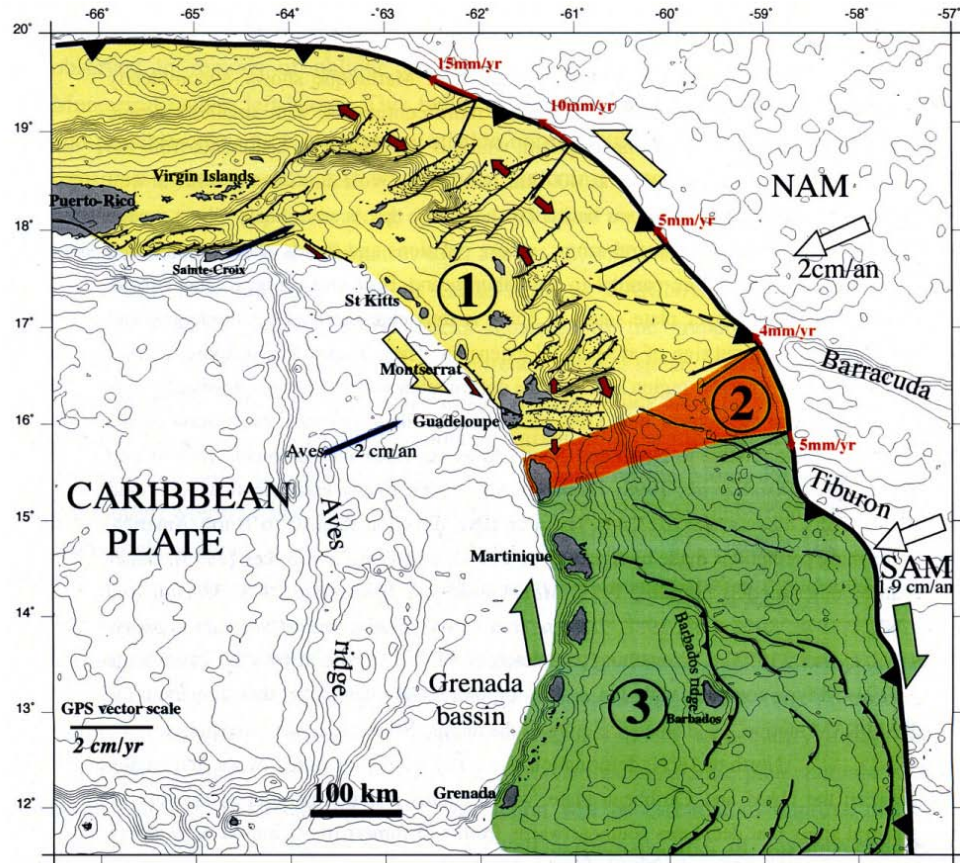 -66° -65° -64° -63° -62° -61° -60° -59° -58° -57°
20°
15mm/yr
10mm/yr
19°
NAM
Virgin Islands
Puerto-Rico
5mm/yr
18°
2cm/an
Sainte-Croix
1
St Kitts
17°
4mm/yr
Montserrat
Barracuda
2
16°
Guadeloupe
5mm/yr
Aves 2 cm/an
CARIBBEAN
PLATE
Tiburon
15°
Aves
ridge
Martinique
SAM
1.9 cm/an
14°
Barbados ridge
Grenada
bassin
3
Barbados
13°
GPS vector scale
2 cm/yr
100 km
Grenada
12°